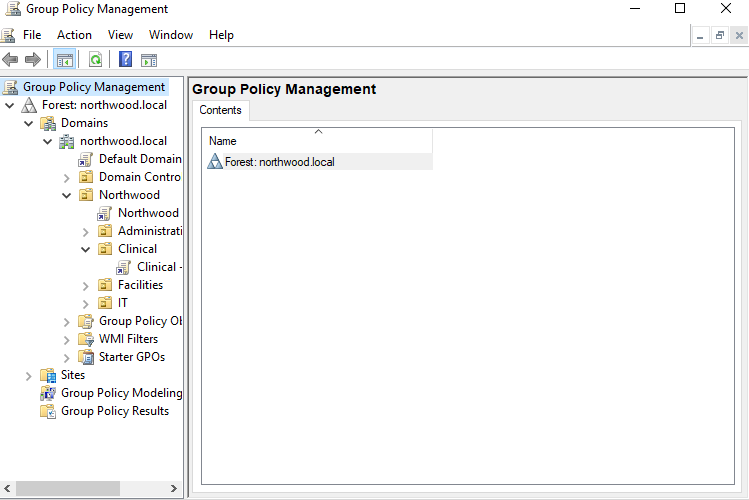 Group Policy Management
File Action View Window Help
Group Policy Management
Forest: northwood.local
Domains
northwood.local
Default Domain
Domain Contro
Northwood
Northwood
Administrati
Clinical
Clinical -
Facilities
IT
Group Policy Ob
WMI Filters
Starter GPOs
Sites
Group Policy Modeling
Group Policy Results
Group Policy Management
Contents
Name
Forest: northwood.local